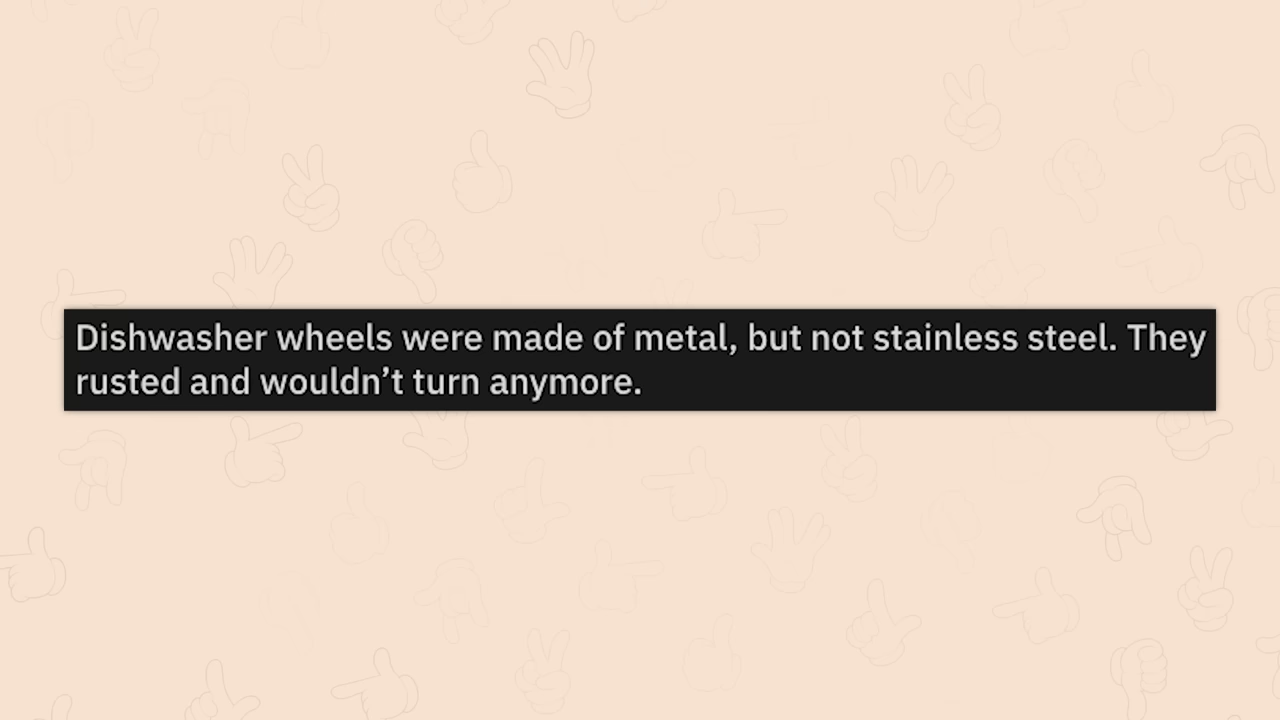 Dishwasher wheels were made of metal, but not stainless steel. They
rusted and wouldn’t turn anymore.